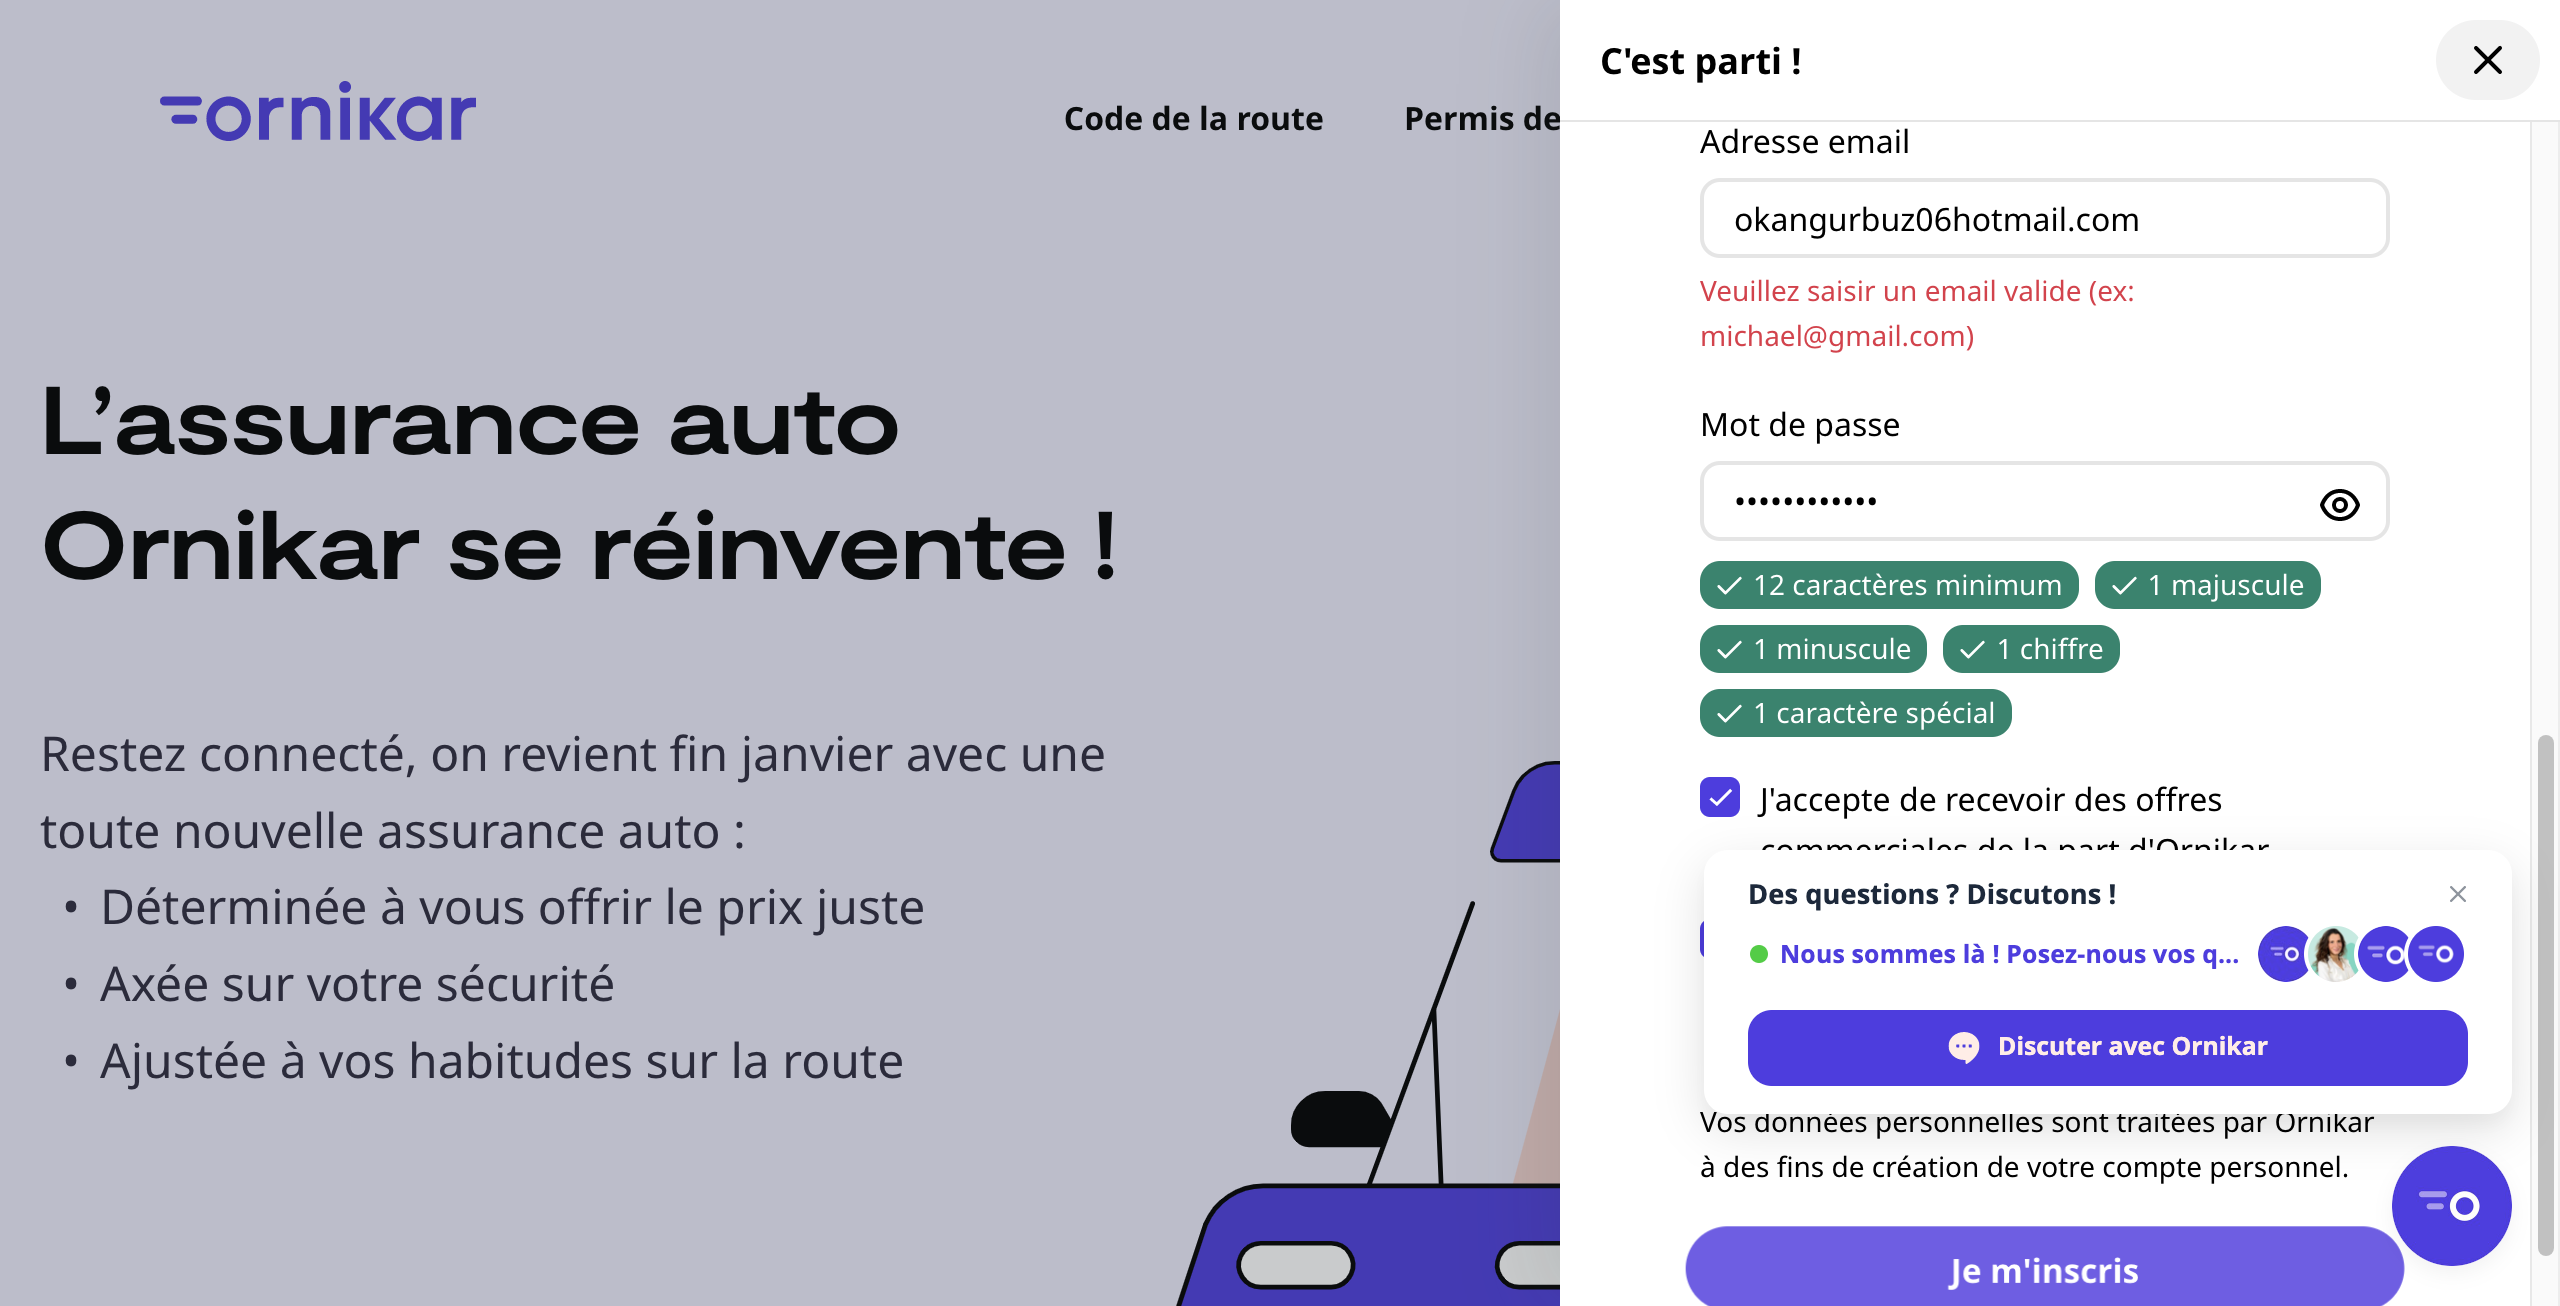 ornikar
Code de la route
Permis de
L’assurance auto
Ornikar se réinvente !
Restez connecté, on revient fin janvier avec une
toute nouvelle assurance auto :
• Déterminée à vous offrir le prix juste
• Axée sur votre sécurité
• Ajustée à vos habitudes sur la route
C'est parti !
Adresse email
okangurbuz06hotmail.com
Veuillez saisir un email valide (ex:
michael@gmail.com)
Mot de passe
••••••••••••
12 caractères minimum
1 majuscule
1 minuscule
1 chiffre
1 caractère spécial
J'accepte de recevoir des offres
commerciales de la part d'Ornikar
Des questions ? Discutons !
Nous sommes là ! Posez-nous vos q...
Discuter avec Ornikar
Vos données personnelles sont traitées par Ornikar
à des fins de création de votre compte personnel.
Je m'inscris